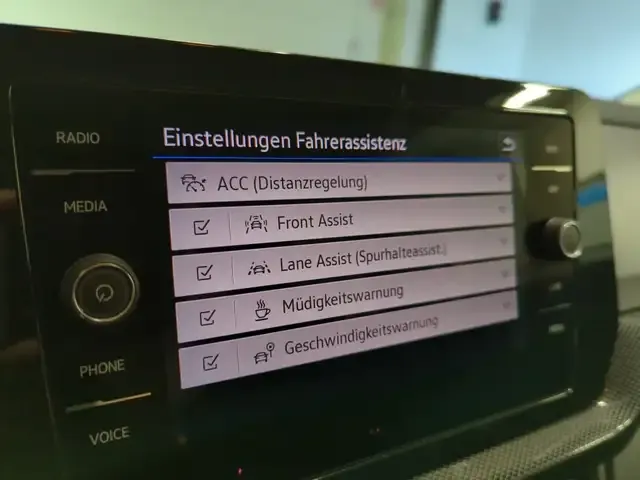 RADIO
MEDIA
PHONE
VOICE
Einstellungen Fahrerassistenz
ACC (Distanzregelung)
Front Assist
Lane Assist (Spurhalteassist.)
Müdigkeitswarnung
Geschwindigkeitswarnung